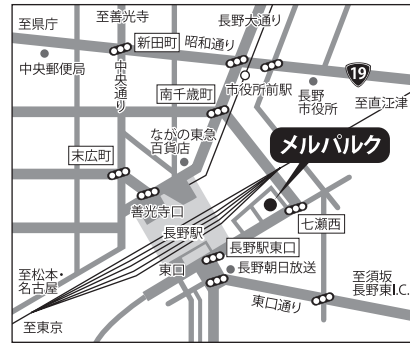 至善光寺
長野大通り
至県庁
新田町
昭和通り
中央郵便局
中央通り
市役所前駅
19
南千歳町
長野
市役所
至直江津
ながの東急
百貨店
末広町
メルパルク
善光寺口
七瀬西
長野駅
長野駅東口
東口
長野朝日放送
至松本・
名古屋
至須坂
長野東I.C.
東口通り
至東京